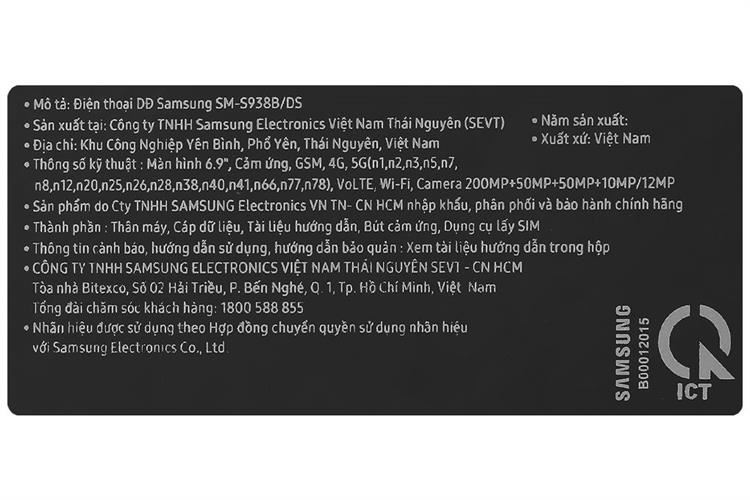 • Mô tả: Điện thoại DĐ Samsung SM-S938B/DS
• Sản xuất tại: Công ty TNHH Samsung Electronics Việt Nam Thái Nguyên (SEVT)
• Địa chỉ: Khu Công Nghiệp Yên Bình, Phổ Yên, Thái Nguyên, Việt Nam
• Năm sản xuất:
• Xuất xứ: Việt Nam
• Thông số kỹ thuật : Màn hình 6.9", Cảm ứng, GSM, 4G, 5G(n1,n2,n3,n5,n7,
n8,n12,n20,n25,n26,n28,n38,n40,n41,n66,n77,n78), VoLTE, Wi-Fi, Camera 200MP+50MP+50MP+10MP/12MP
• Sản phẩm do Cty TNHH SAMSUNG Electronics VN TN- CN HCM nhập khẩu, phân phối và bảo hành chính hãng
• Thành phần : Thân máy, Cáp dữ liệu, Tài liệu hướng dẫn, Bút cảm ứng, Dụng cụ lấy SIM
• Thông tin cảnh báo, hướng dẫn sử dụng, hướng dẫn bảo quản : Xem tài liệu hướng dẫn trong hộp
• CÔNG TY TNHH SAMSUNG ELECTRONICS VIỆT NAM THÁI NGUYÊN SEVT - CN HCM
Tòa nhà Bitexco, Số 02 Hải Triều, P. Bến Nghé, Q. 1, Tp. Hồ Chí Minh, Việt Nam
Tổng đài chăm sóc khách hàng: 1800 588 855
• Nhãn hiệu được sử dụng theo Hợp đồng chuyển quyền sử dụng nhãn hiệu
với Samsung Electronics Co., Ltd.
SAMSUNG
B00012015
ICT